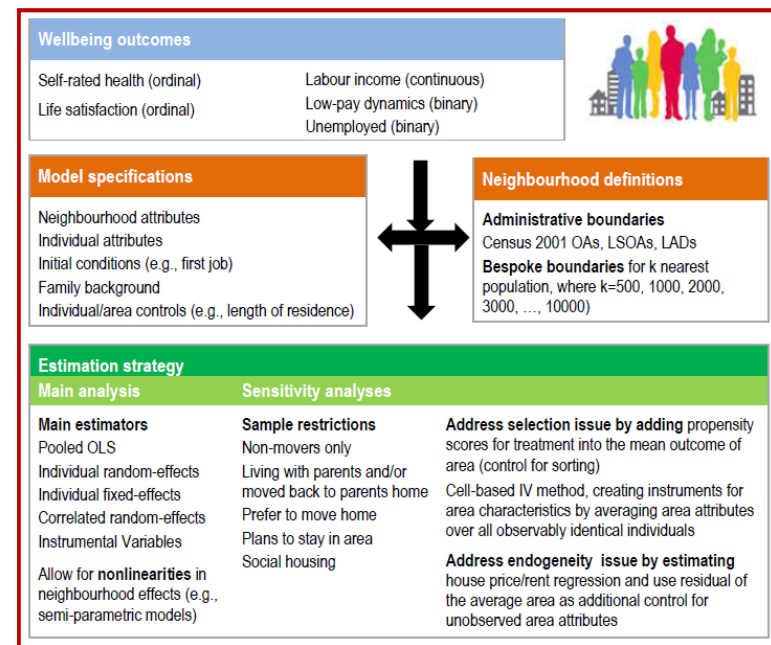 Wellbeing outcomes
Self-rated health (ordinal)
Life satisfaction (ordinal)
Labour income (continuous)
Low-pay dynamics (binary)
Unemployed (binary)
Model specifications
Neighbourhood attributes
Individual attributes
Initial conditions (e.g., first job)
Family background
Individual/area controls (e.g., length of residence)
Neighbourhood definitions
Administrative boundaries
Census 2001 OAs, LSOAs, LADs
Bespoke boundaries for k nearest
population, where k=500, 1000, 2000,
3000, …, 10000)
Estimation strategy
Main analysis
Main estimators
Pooled OLS
Individual random-effects
Individual fixed-effects
Correlated random-effects
Instrumental Variables
Allow for nonlinearities in
neighbourhood effects (e.g.,
semi-parametric models)
Sensitivity analyses
Sample restrictions
Non-movers only
Living with parents and/or
moved back to parents home
Prefer to move home
Plans to stay in area
Social housing
Address selection issue by adding propensity
scores for treatment into the mean outcome of
area (control for sorting)
Cell-based IV method, creating instruments for
area characteristics by averaging area attributes
over all observably identical individuals
Address endogeneity issue by estimating
house price/rent regression and use residual of
the average area as additional control for
unobserved area attributes